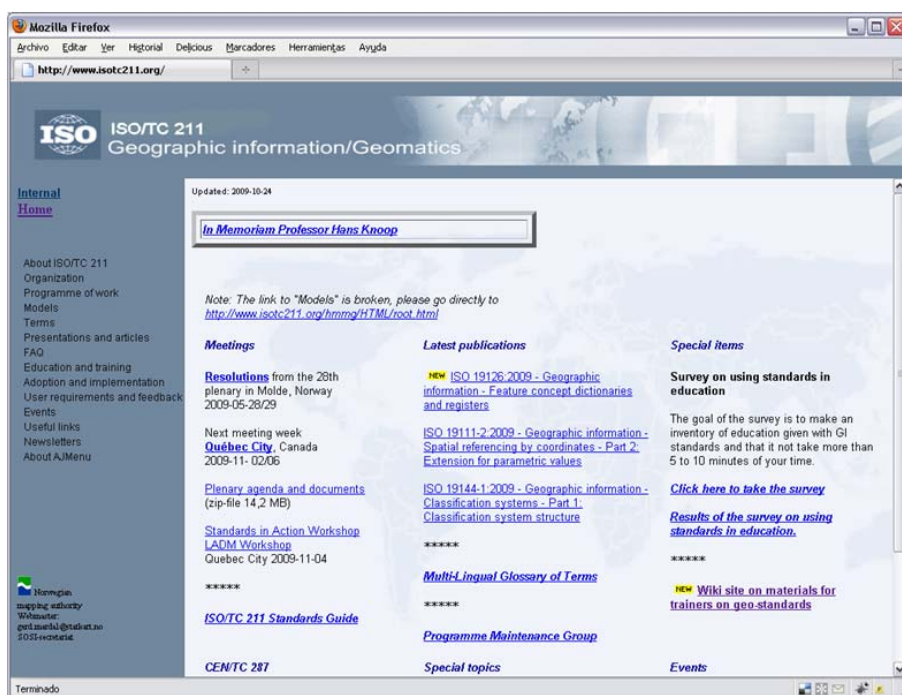 Mozilla Firefox
Archivo Editar Ver Historial Delicious Marcadores Herramientas Ayuda
http://www.isotc211.org/
ISO
ISO/TC 211
Geographic information/Geomatics
Internal
Home
About ISO/TC 211
Organization
Programme of work
Models
Terms
Presentations and articles
FAQ
Education and training
Adoption and implementation
User requirements and feedback
Events
Useful links
Newsletters
About AJMenu
Norwegian
mapping authority
Webmaster:
SOSI-secretariat
Updated: 2009-10-24
In Memoriam Professor Hans Knoop
Note: The link to "Models" is broken, please go directly to
http://www.isotc211.org/hmmg/HTML/root.html
Meetings
Resolutions from the 28th
plenary in Molde, Norway
2009-05-28/29
Next meeting week
Québec City, Canada
2009-11- 02/06
Plenary agenda and documents
(zip-file 14,2 MB)
Standards in Action Workshop
LADM Workshop
Quebec City 2009-11-04
*****
ISO/TC 211 Standards Guide
CEN/TC 287
Latest publications
NEW ISO 19126:2009 - Geographic
information - Feature concept dictionaries
and registers
ISO 19111-2:2009 - Geographic information -
Spatial referencing by coordinates - Part 2:
Extension for parametric values
ISO 19144-1:2009 - Geographic information -
Classification systems - Part 1:
Classification system structure
*****
Multi-Lingual Glossary of Terms
*****
Programme Maintenance Group
Special topics
Special items
Survey on using standards in
education
The goal of the survey is to make an
inventory of education given with GI
standards and that it not take more than
5 to 10 minutes of your time.
Click here to take the survey
Results of the survey on using
standards in education.
*****
NEW Wiki site on materials for
trainers on geo-standards
Events
Terminado